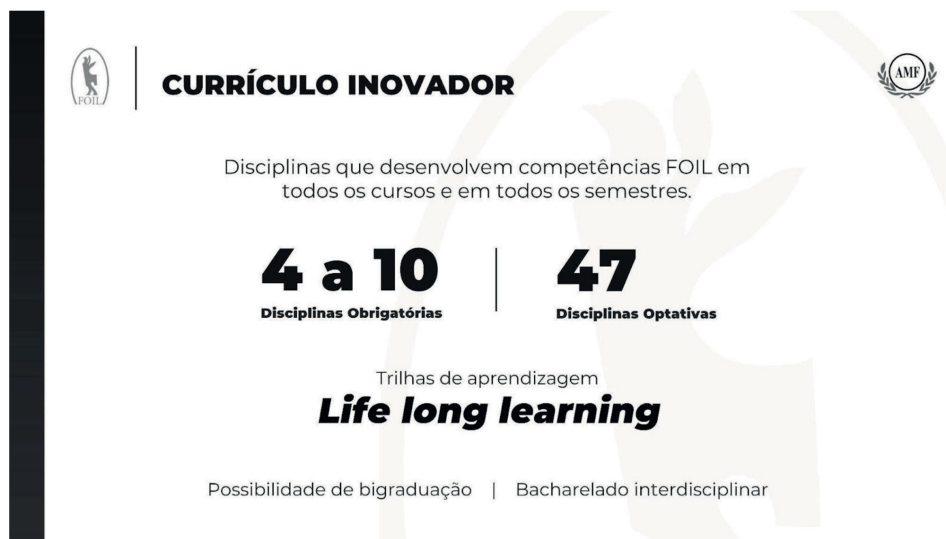 FOIL
CURRÍCULO INOVADOR
AMF
Disciplinas que desenvolvem competências FOIL em
todos os cursos e em todos os semestres.
4 a 10
Disciplinas Obrigatórias
47
Disciplinas Optativas
Trilhas de aprendizagem
Life long learning
Possibilidade de bigraduação | Bacharelado interdisciplinar